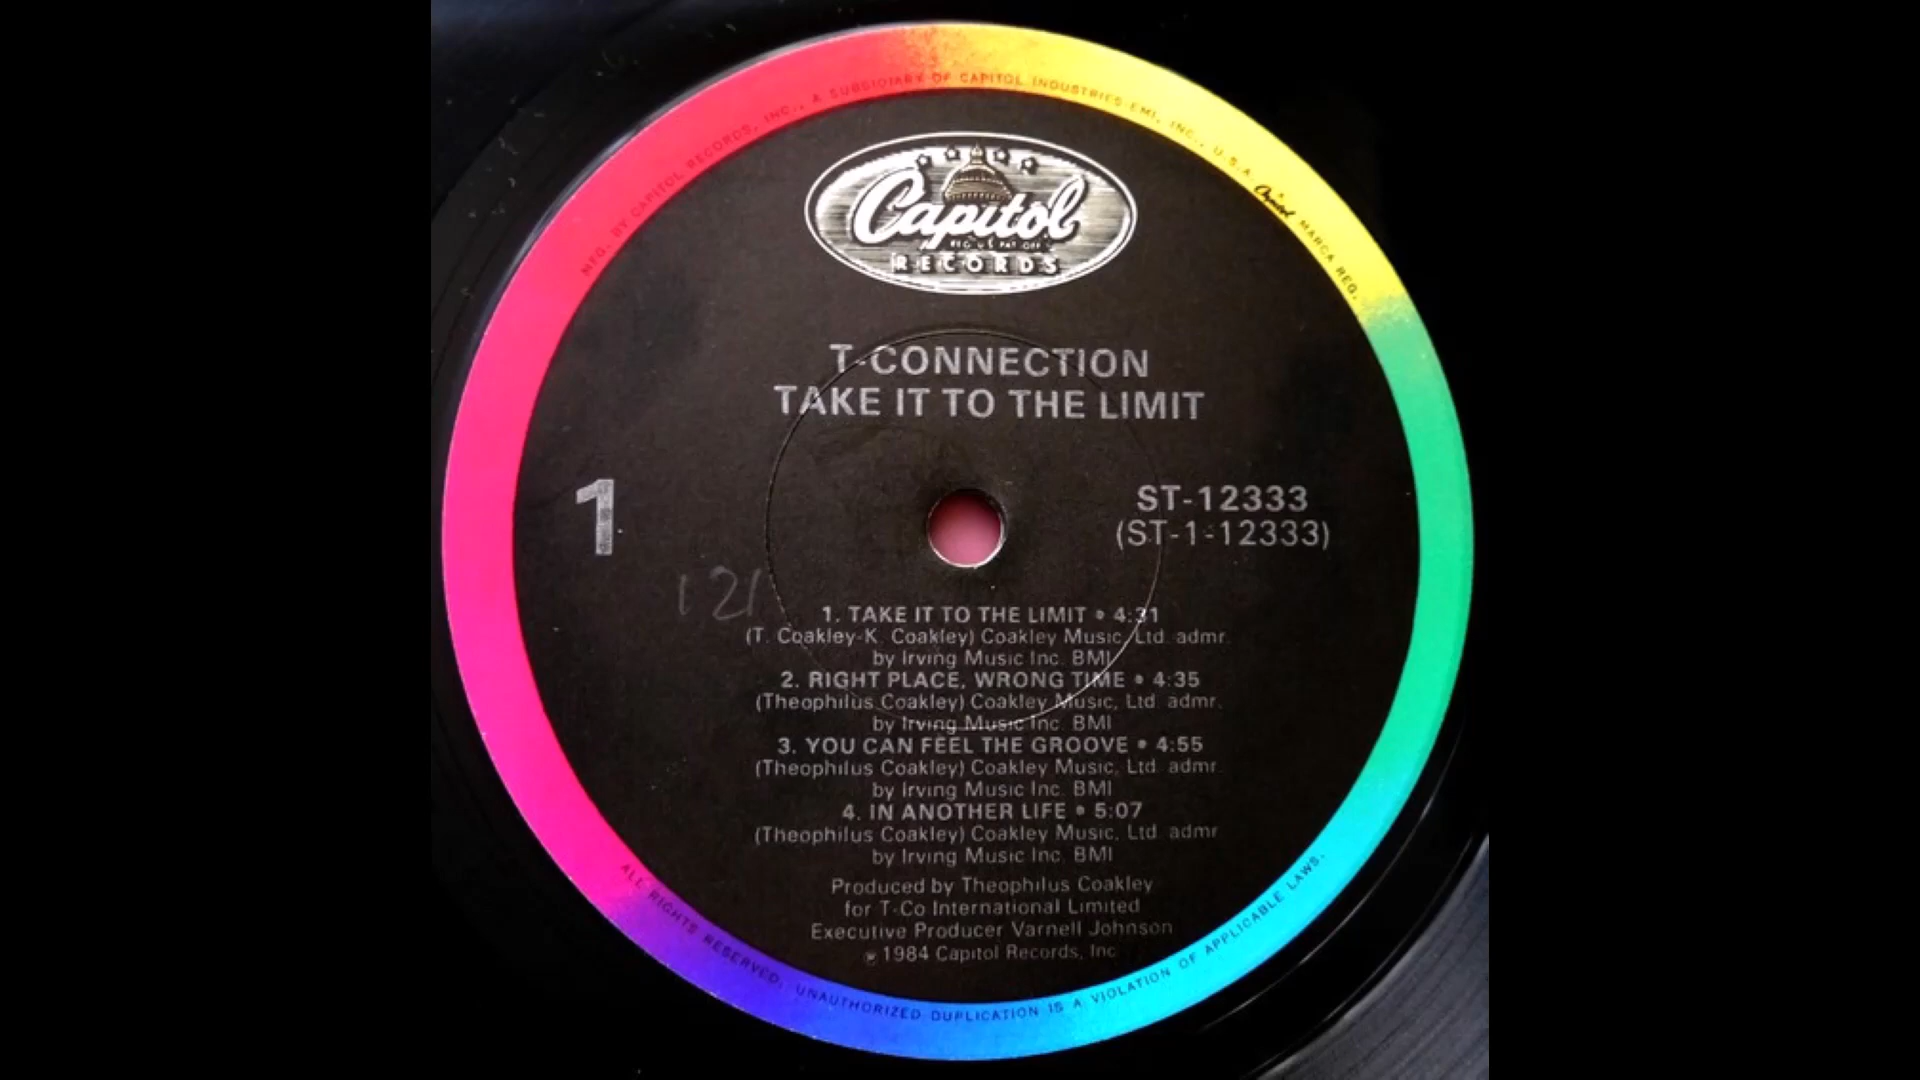 MFG. BY CAPITOL RECORDS, INC., A SUBSIDIARY OF CAPITOL INDUSTRIES-EMI, INC., U.S.A. Capitol MARCA REG.
Capitol
REG. U.S. PAT. OFF.
RECORDS
T-CONNECTION
TAKE IT TO THE LIMIT
1
ST-12333
(ST-1-12333)
121
1. TAKE IT TO THE LIMIT • 4:31
(T. Coakley-K. Coakley) Coakley Music, Ltd. admr.
by Irving Music Inc. BMI
2. RIGHT PLACE, WRONG TIME • 4:35
(Theophilus Coakley) Coakley Music, Ltd. admr.
by Irving Music Inc. BMI
3. YOU CAN FEEL THE GROOVE • 4:55
(Theophilus Coakley) Coakley Music, Ltd. admr.
by Irving Music Inc. BMI
4. IN ANOTHER LIFE • 5:07
(Theophilus Coakley) Coakley Music, Ltd. admr.
by Irving Music Inc. BMI
Produced by Theophilus Coakley
for T-Co International Limited
Executive Producer Varnell Johnson
℗ 1984 Capitol Records, Inc.
ALL RIGHTS RESERVED. UNAUTHORIZED DUPLICATION IS A VIOLATION OF APPLICABLE LAWS.